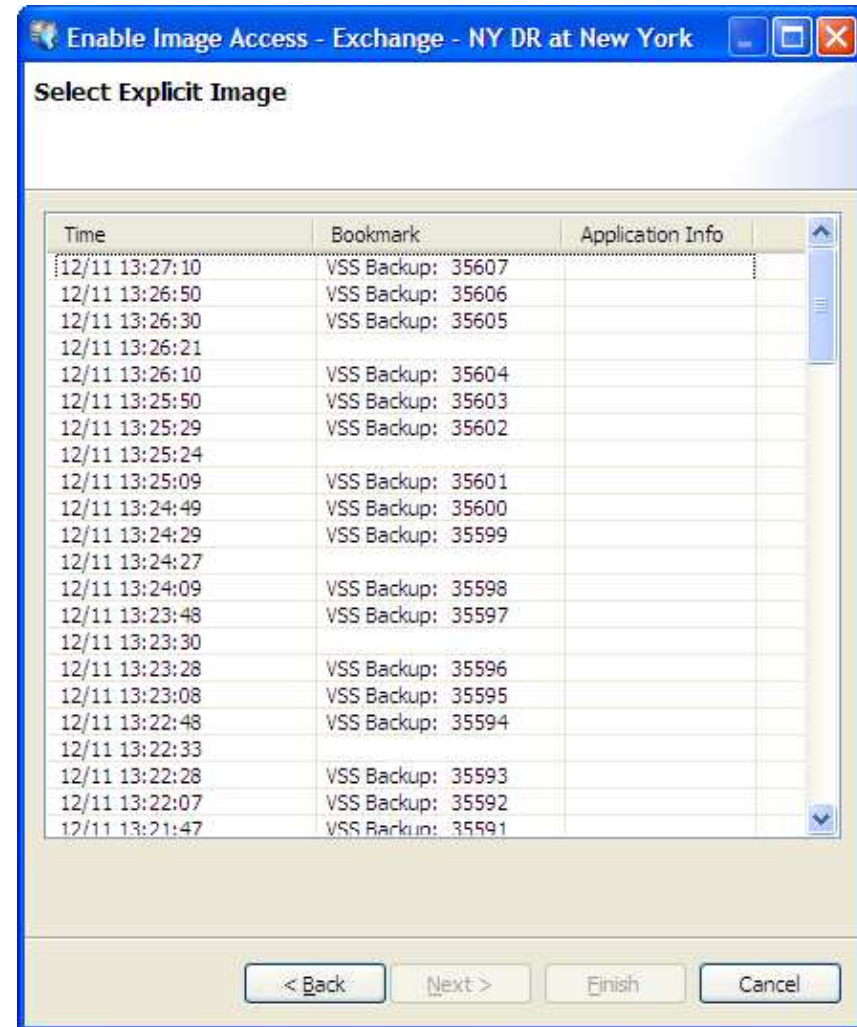 Enable Image Access - Exchange - NY DR at New York
Select Explicit Image
Time Bookmark Application Info
12/11 13:27:10 VSS Backup: 35607
12/11 13:26:50 VSS Backup: 35606
12/11 13:26:30 VSS Backup: 35605
12/11 13:26:21
12/11 13:26:10 VSS Backup: 35604
12/11 13:25:50 VSS Backup: 35603
12/11 13:25:29 VSS Backup: 35602
12/11 13:25:24
12/11 13:25:09 VSS Backup: 35601
12/11 13:24:49 VSS Backup: 35600
12/11 13:24:29 VSS Backup: 35599
12/11 13:24:27
12/11 13:24:09 VSS Backup: 35598
12/11 13:23:48 VSS Backup: 35597
12/11 13:23:30
12/11 13:23:28 VSS Backup: 35596
12/11 13:23:08 VSS Backup: 35595
12/11 13:22:48 VSS Backup: 35594
12/11 13:22:33
12/11 13:22:28 VSS Backup: 35593
12/11 13:22:07 VSS Backup: 35592
12/11 13:21:47 VSS Backup: 35591
< Back Next > Finish Cancel